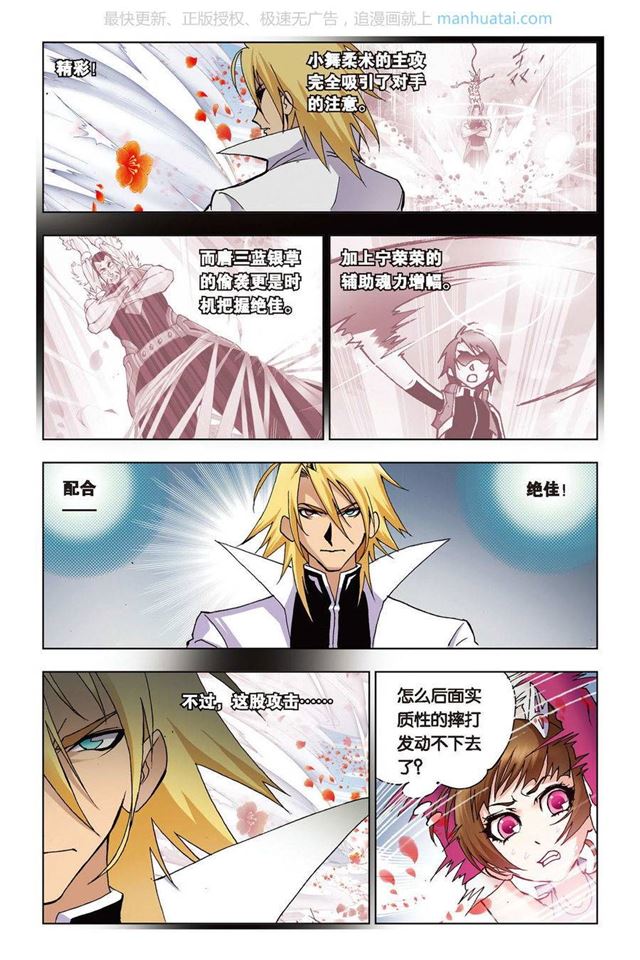 最快更新、正版授权、极速无广告，追漫画就上 manhuatai.com
精彩！
小舞柔术的主攻
完全吸引了对手
的注意。
而唐三蓝银草
的偷袭更是时
机把握绝佳。
加上宁荣荣的
辅助魂力增幅。
配合
——
绝佳！
不过，这股攻击……
怎么后面实
质性的摔打
发动不下去
了？